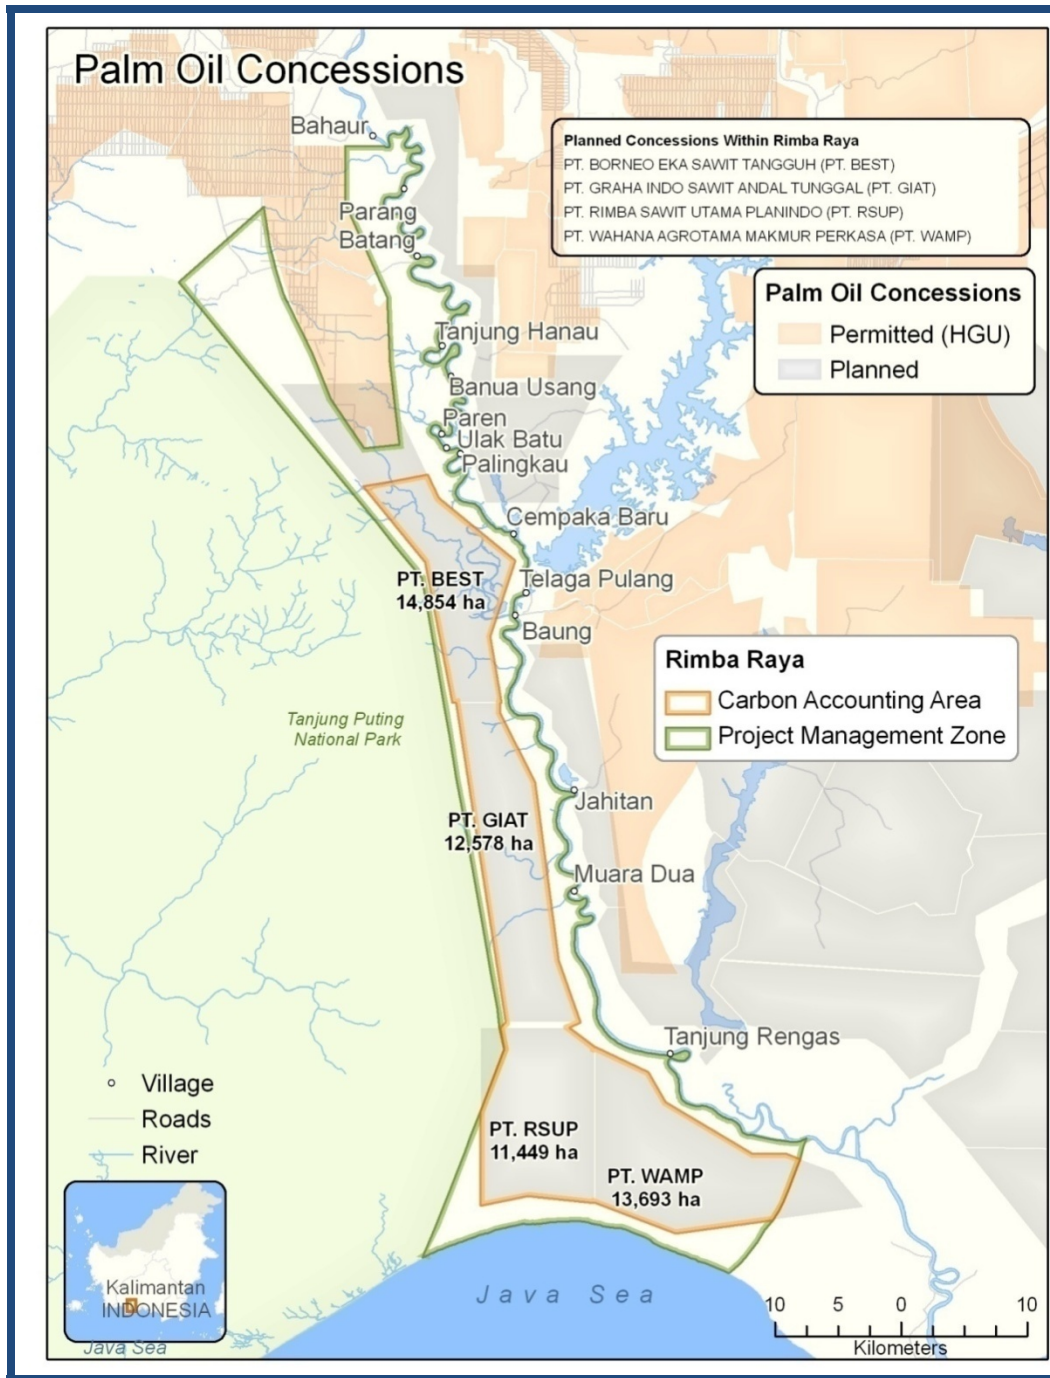 Palm Oil Concessions
Bahaur
Planned Concessions Within Rimba Raya
PT. BORNEO EKA SAWIT TANGGUH (PT. BEST)
PT. GRAHA INDO SAWIT ANDAL TUNGGAL (PT. GIAT)
PT. RIMBA SAWIT UTAMA PLANINDO (PT. RSUP)
PT. WAHANA AGROTAMA MAKMUR PERKASA (PT. WAMP)
Parang
Batang
Palm Oil Concessions
Permitted (HGU)
Planned
Tanjung Hanau
Banua Usang
Paren
Ulak Batu
Palingkau
Cempaka Baru
PT. BEST
14,854 ha
Telaga Pulang
Baung
Rimba Raya
Carbon Accounting Area
Project Management Zone
Tanjung Puting
National Park
Jahitan
PT. GIAT
12,578 ha
Muara Dua
Tanjung Rengas
Village
Roads
River
PT. RSUP
11,449 ha
PT. WAMP
13,693 ha
Kalimantan
INDONESIA
Java Sea
Java Sea
10 5 0 10
Kilometers